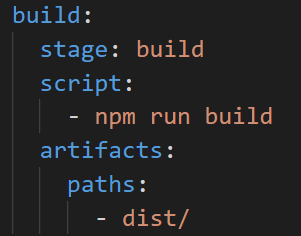 build:
  stage: build
  script:
    - npm run build
  artifacts:
    paths:
      - dist/